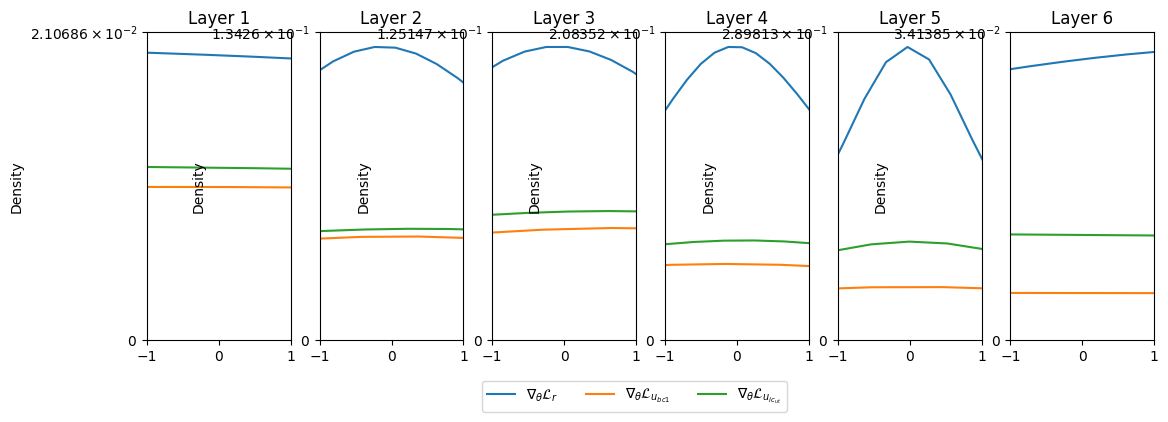 Layer 1 Layer 2 Layer 3 Layer 4 Layer 5 Layer 6
2.10686 × 10⁻² 1.3426 × 10⁻¹ 1.25147 × 10⁻¹ 2.08352 × 10⁻¹ 2.89813 × 10⁻¹ 3.41385 × 10⁻²
Density Density Density Density Density Density
0 0 0 0 0 0
−1 0 1 −1 0 1 −1 0 1 −1 0 1 −1 0 1 −1 0 1
∇θℒr ∇θℒu_bc1 ∇θℒu_ic_ut